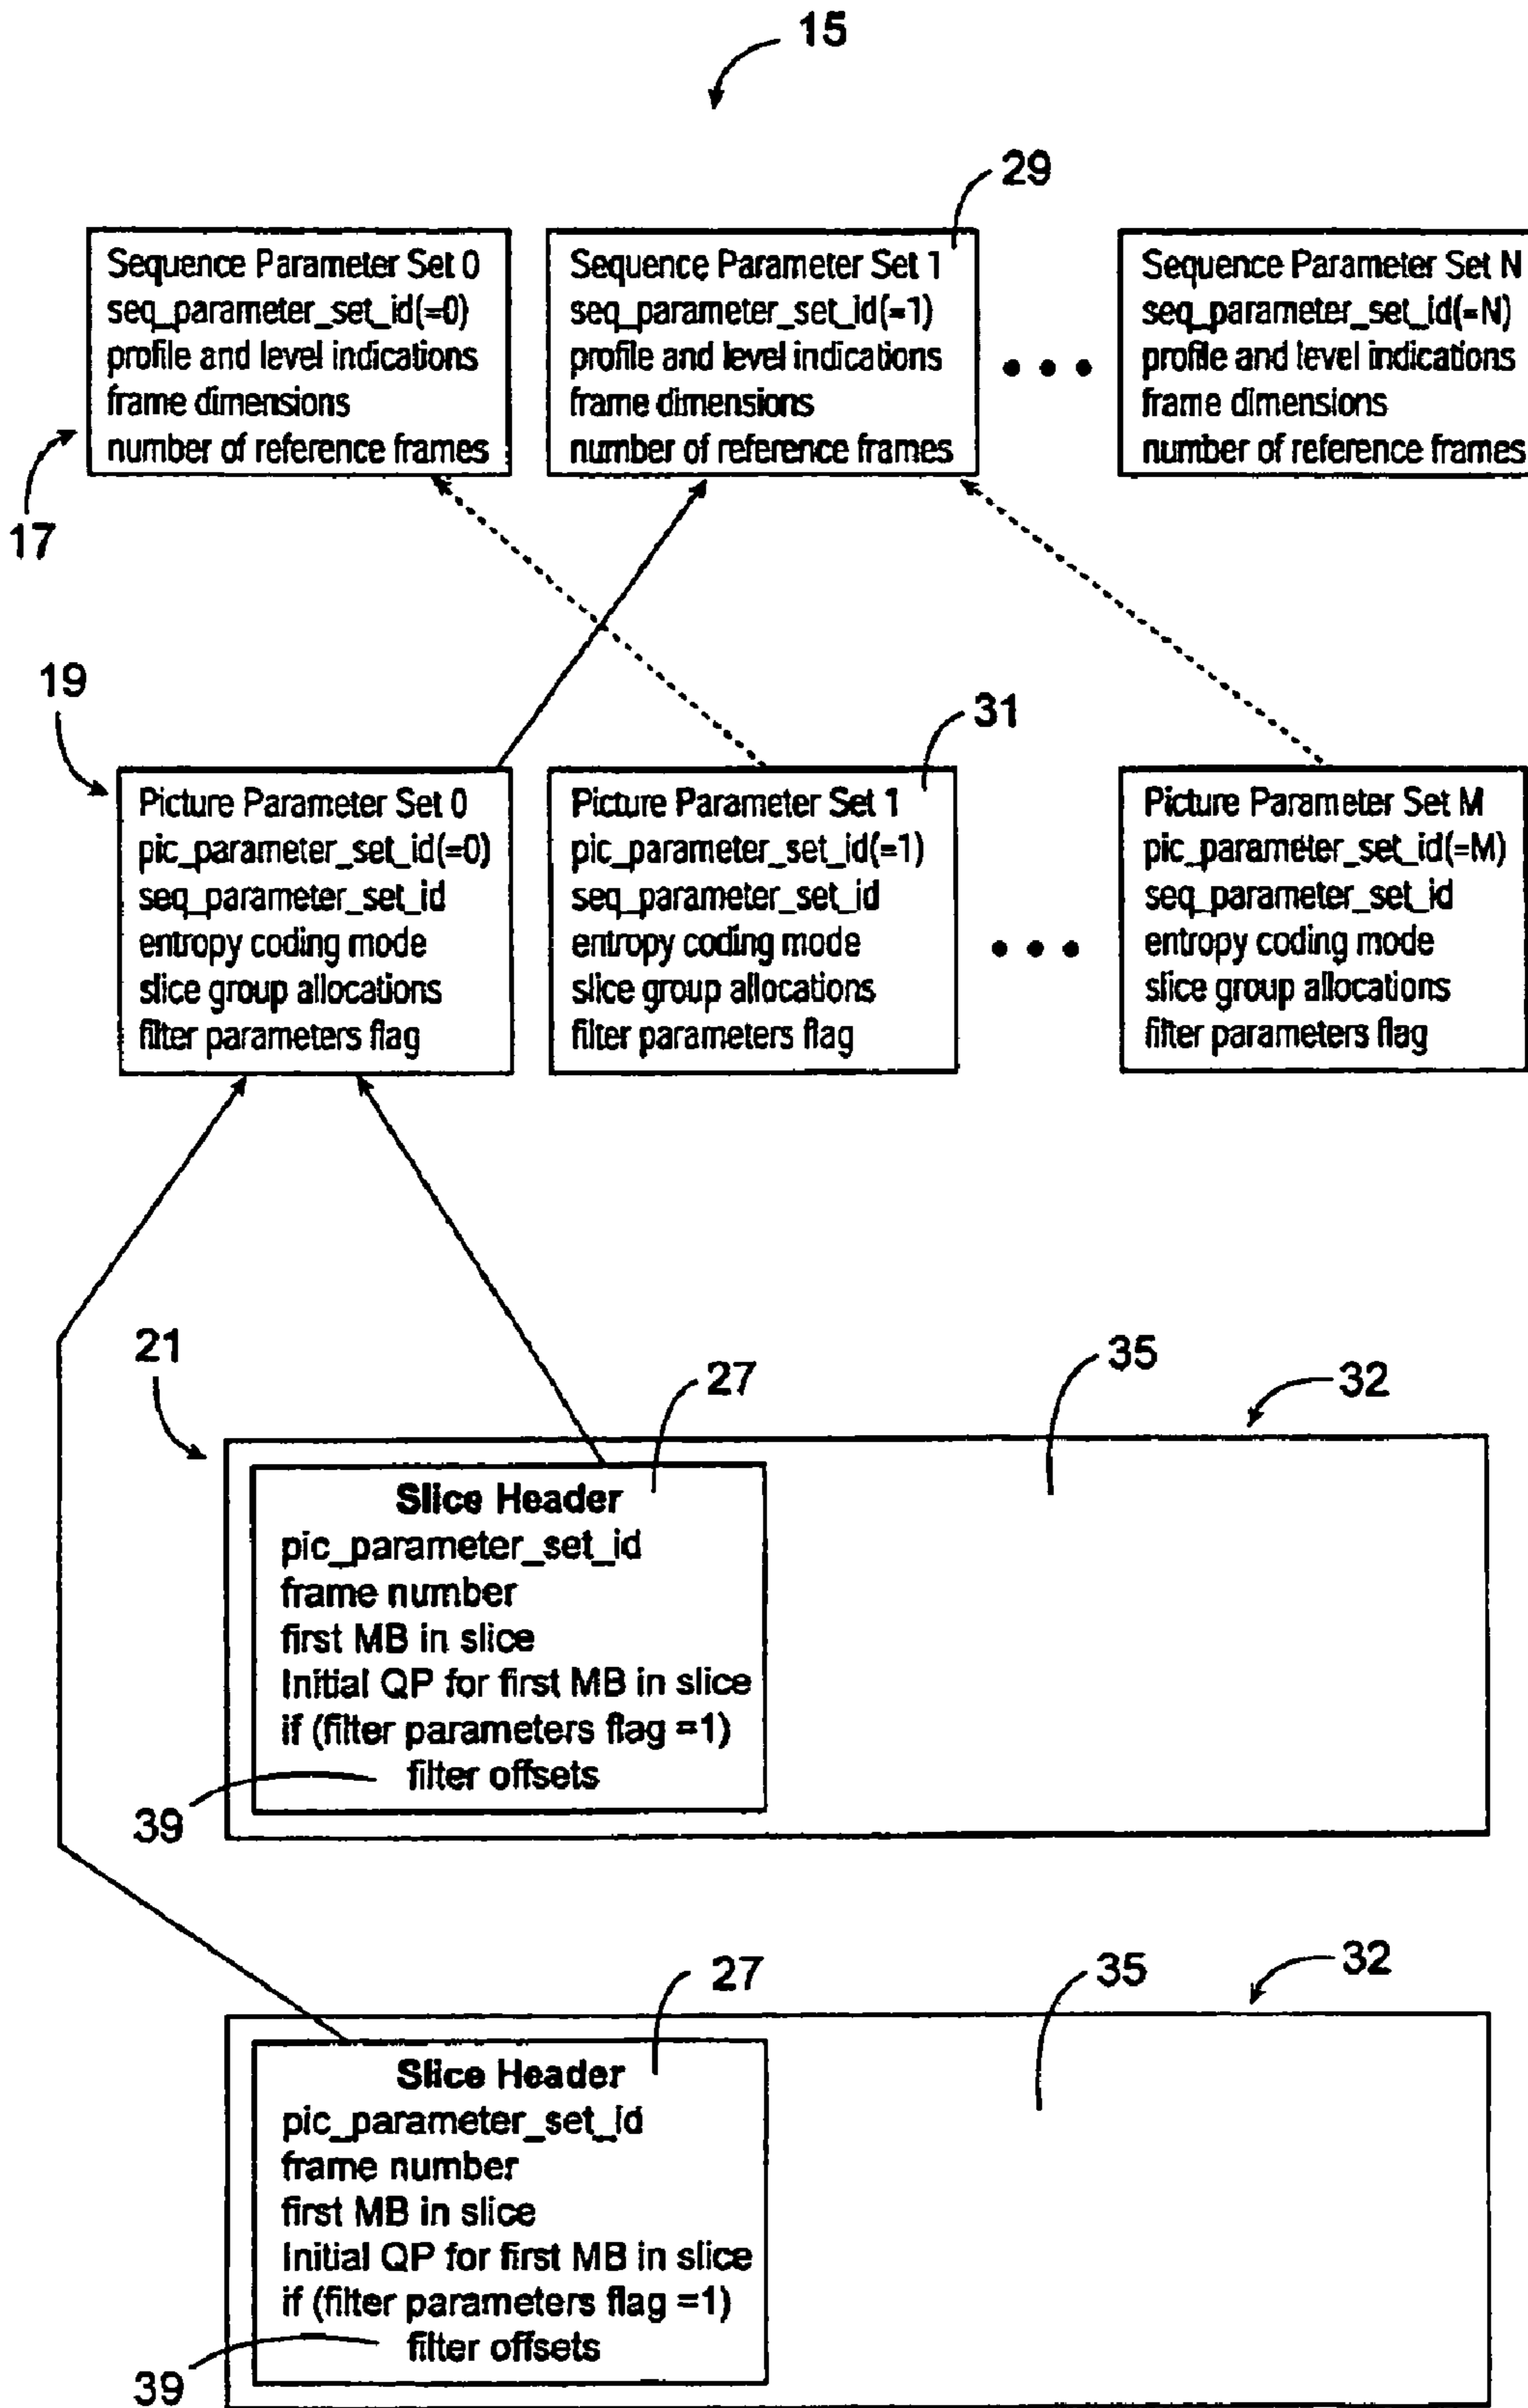 15
29
Sequence Parameter Set 0
seq_parameter_set_id(=0)
profile and level indications
frame dimensions
number of reference frames
Sequence Parameter Set 1
seq_parameter_set_id(=1)
profile and level indications
frame dimensions
number of reference frames
• • •
Sequence Parameter Set N
seq_parameter_set_id(=N)
profile and level indications
frame dimensions
number of reference frames
17
19
31
Picture Parameter Set 0
pic_parameter_set_id(=0)
seq_parameter_set_id
entropy coding mode
slice group allocations
filter parameters flag
Picture Parameter Set 1
pic_parameter_set_id(=1)
seq_parameter_set_id
entropy coding mode
slice group allocations
filter parameters flag
• • •
Picture Parameter Set M
pic_parameter_set_id(=M)
seq_parameter_set_id
entropy coding mode
slice group allocations
filter parameters flag
21
27
35
32
Slice Header
pic_parameter_set_id
frame number
first MB in slice
Initial QP for first MB in slice
if (filter parameters flag =1)
filter offsets
39
27
35
32
Slice Header
pic_parameter_set_id
frame number
first MB in slice
Initial QP for first MB in slice
if (filter parameters flag =1)
filter offsets
39